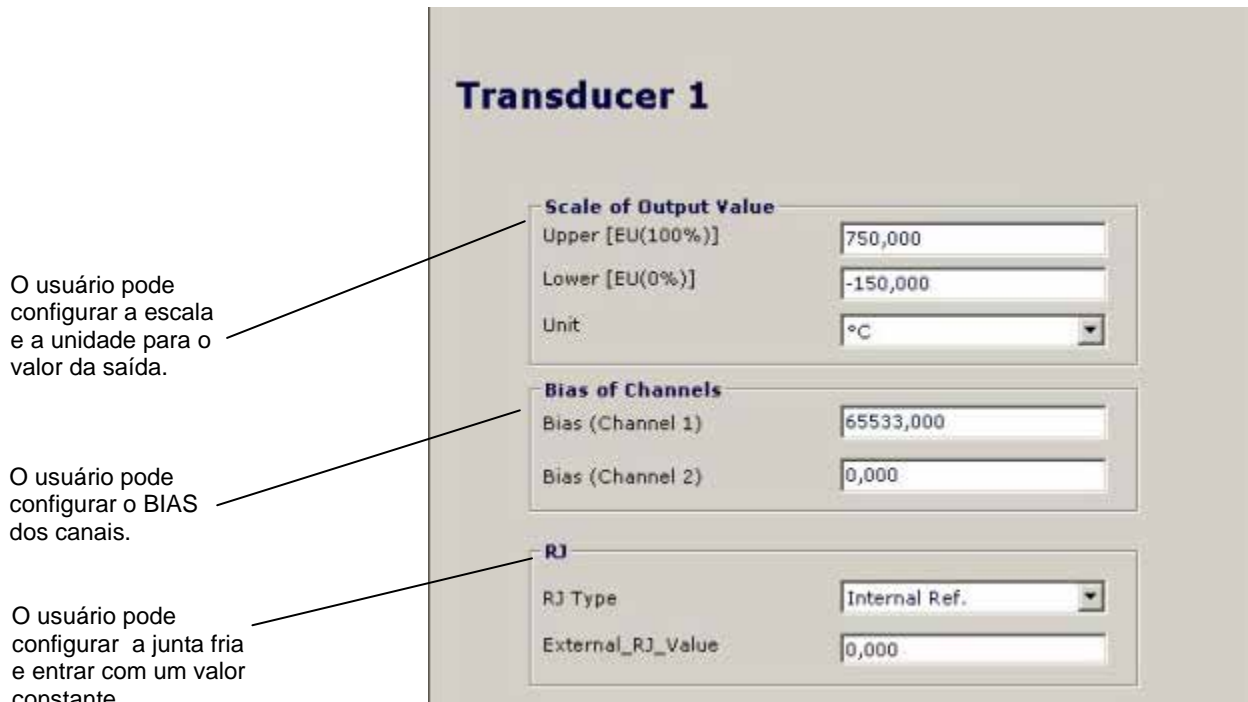 Transducer 1
Scale of Output Value
Upper [EU(100%)]
750,000
Lower [EU(0%)]
-150,000
Unit
°C
Bias of Channels
Bias (Channel 1)
65533,000
Bias (Channel 2)
0,000
RJ
RJ Type
Internal Ref.
External_RJ_Value
0,000
O usuário pode
configurar a escala
e a unidade para o
valor da saída.
O usuário pode
configurar o BIAS
dos canais.
O usuário pode
configurar a junta fria
e entrar com um valor
constante